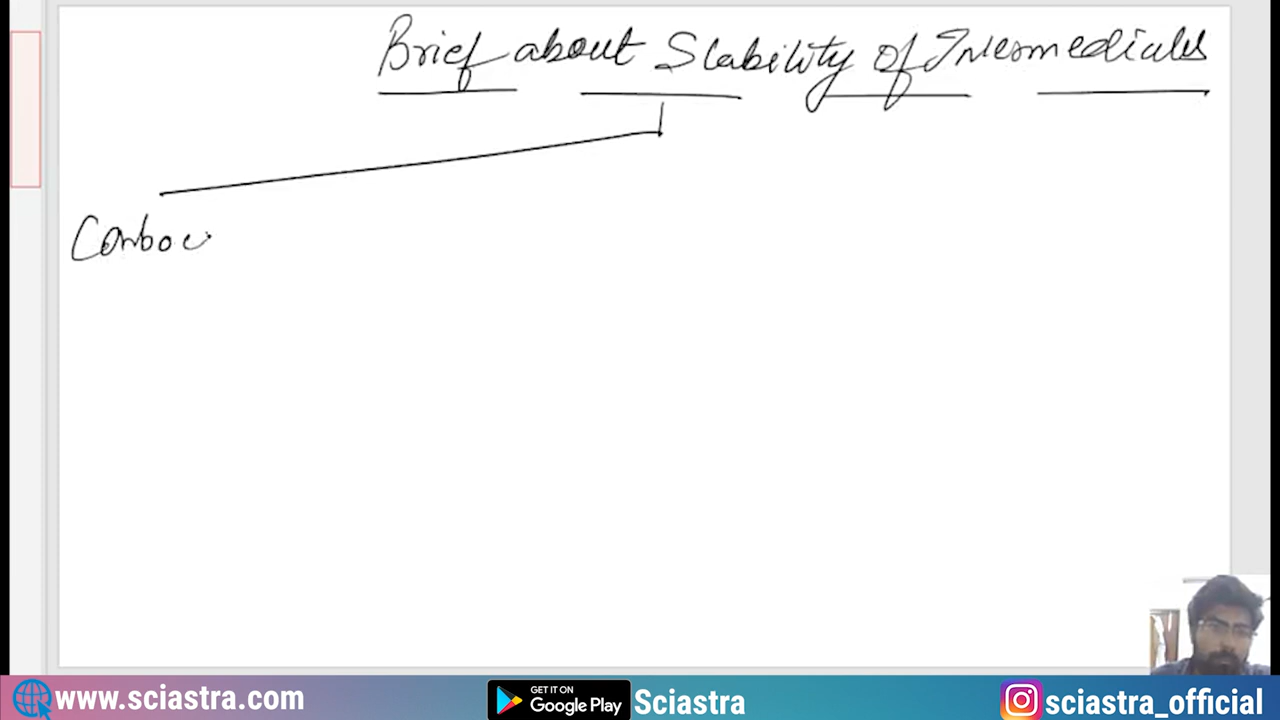 Brief about Stability of Intermediates
Carboc
www.sciastra.com
GET IT ON
Google Play
Sciastra
sciastra_official